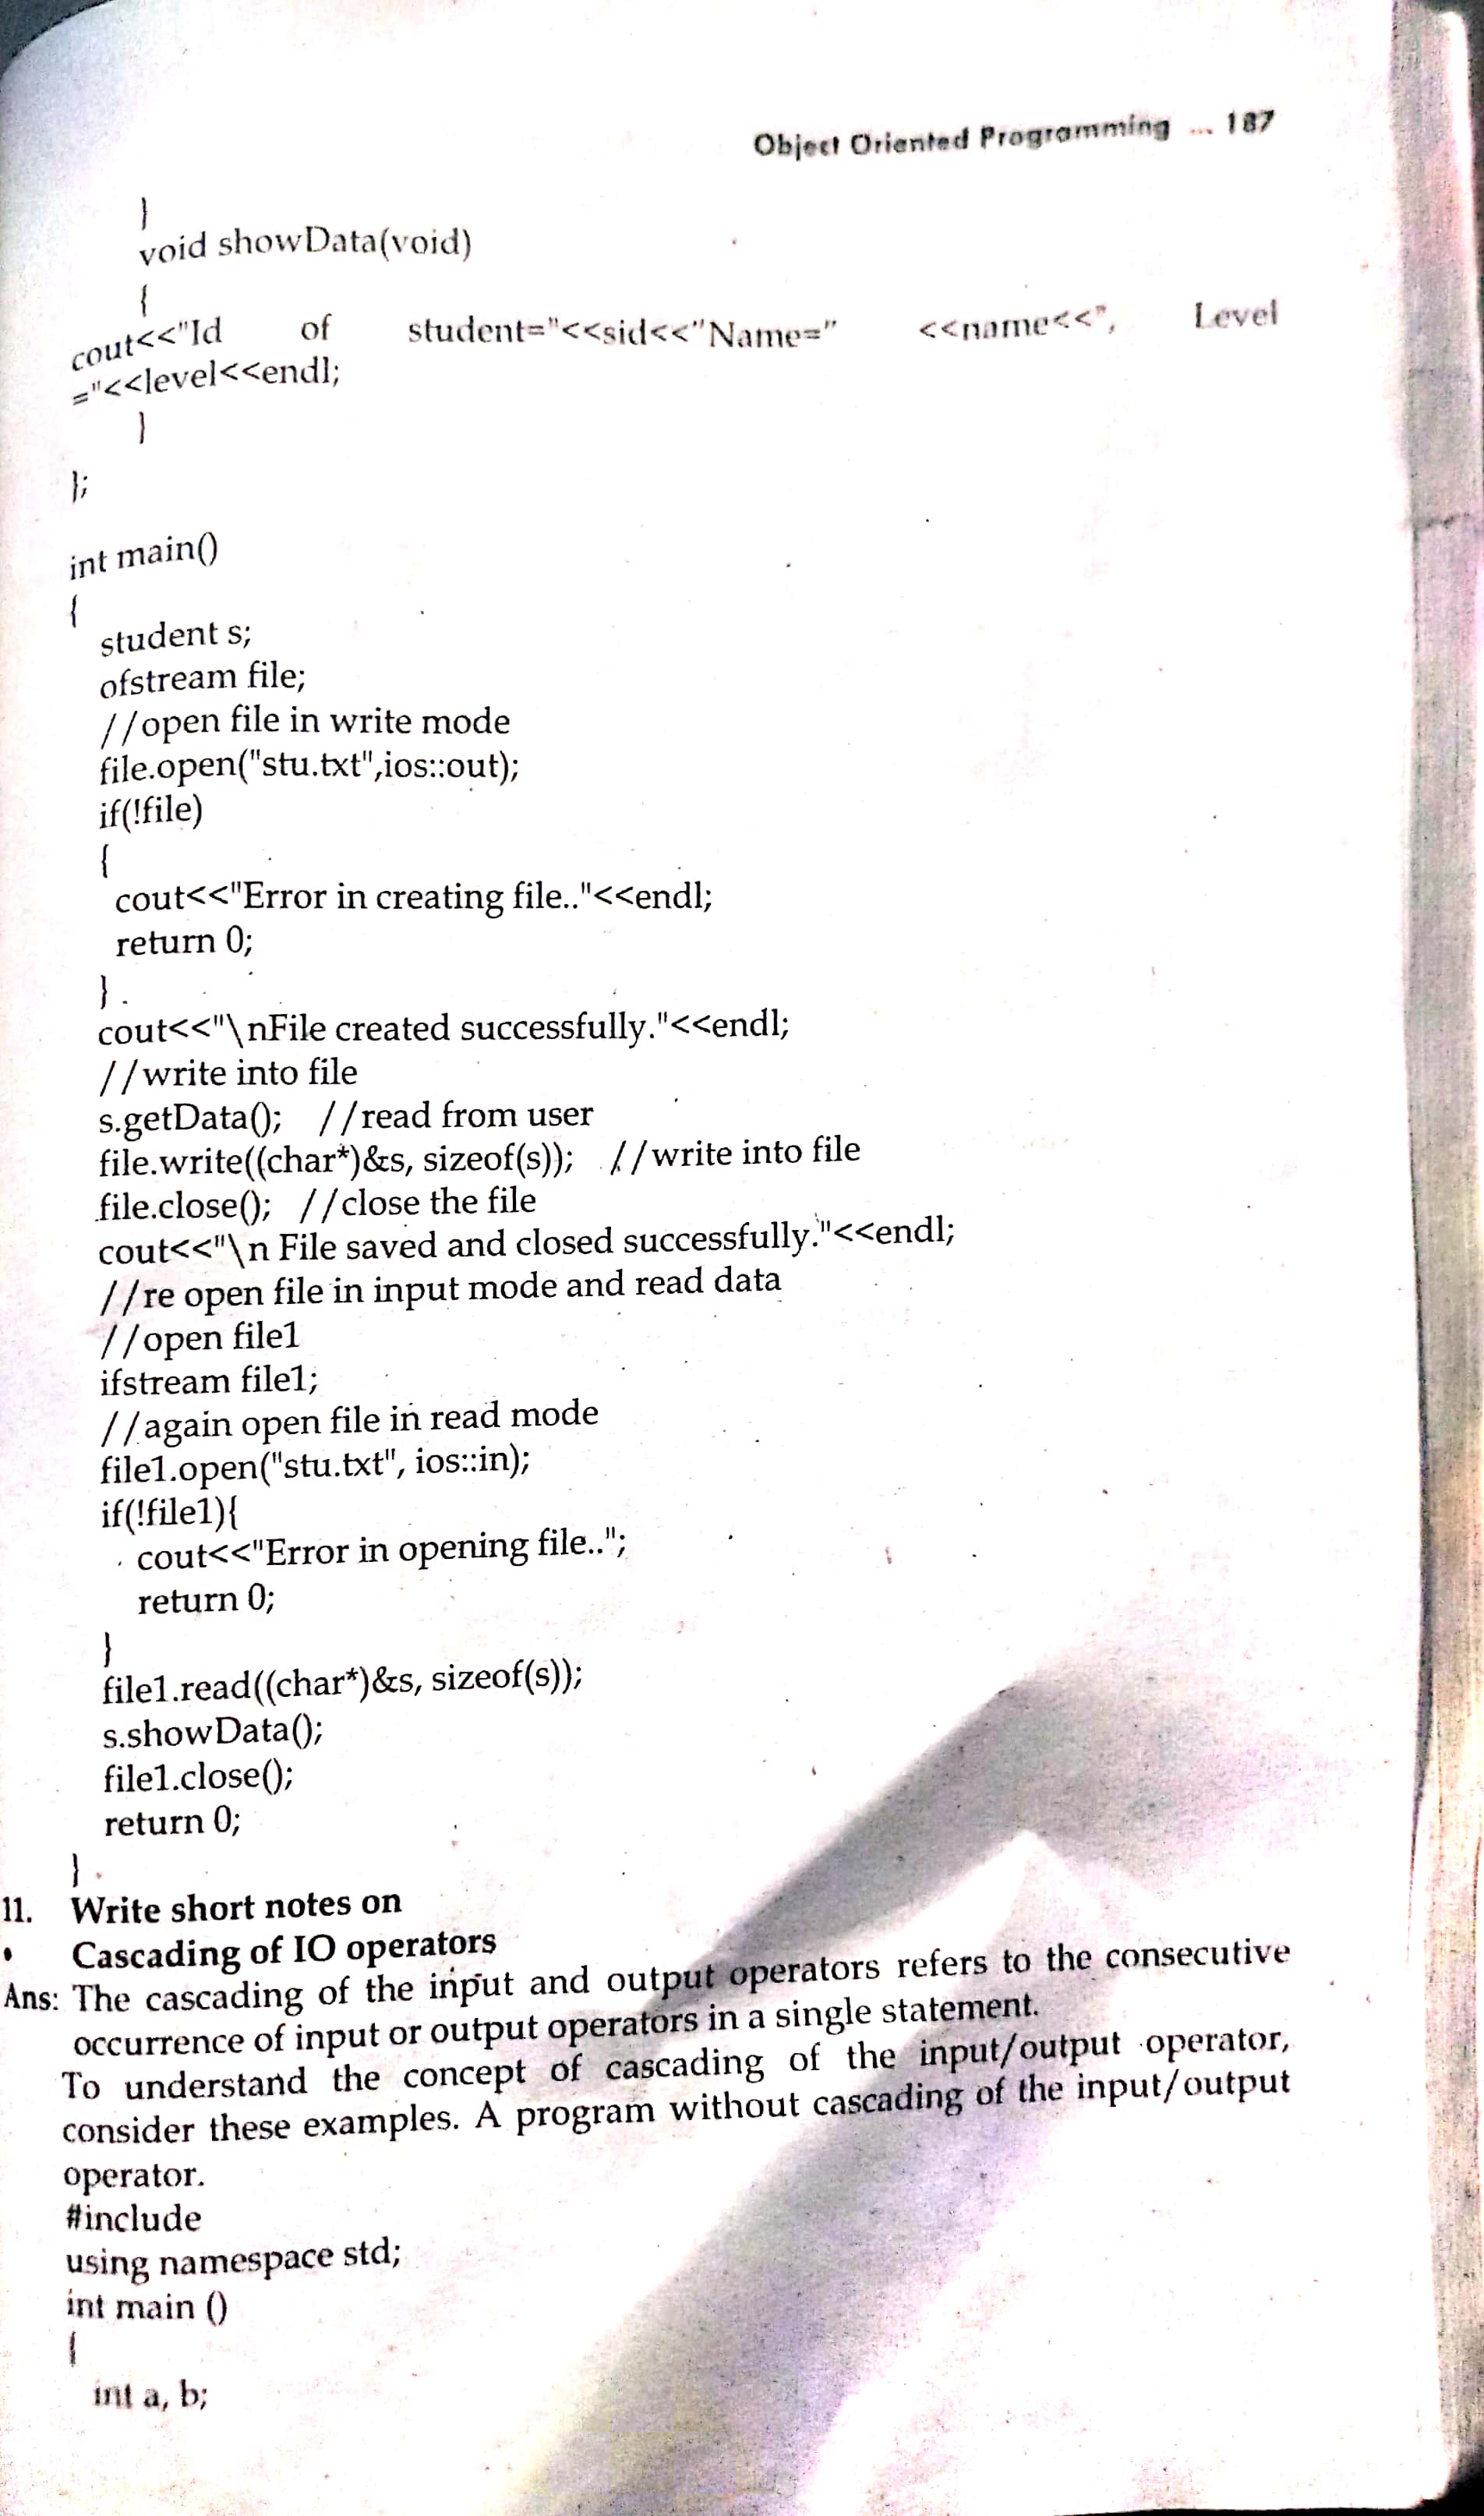 Object Oriented Programming ... 187
}
void showData(void)
{
cout<<"Id of student="<<sid<<"Name=" <<name<<", Level
="<<level<<endl;
}
};
int main()
{
student s;
ofstream file;
//open file in write mode
file.open("stu.txt",ios::out);
if(!file)
{
cout<<"Error in creating file.."<<endl;
return 0;
}
cout<<"\nFile created successfully."<<endl;
//write into file
s.getData(); //read from user
file.write((char*)&s, sizeof(s)); //write into file
file.close(); //close the file
cout<<"\n File saved and closed successfully."<<endl;
//re open file in input mode and read data
//open file1
ifstream file1;
//again open file in read mode
file1.open("stu.txt", ios::in);
if(!file1){
cout<<"Error in opening file..";
return 0;
}
file1.read((char*)&s, sizeof(s));
s.showData();
file1.close();
return 0;
}
11. Write short notes on
• Cascading of IO operators
Ans: The cascading of the input and output operators refers to the consecutive
occurrence of input or output operators in a single statement.
To understand the concept of cascading of the input/output operator,
consider these examples. A program without cascading of the input/output
operator.
#include
using namespace std;
int main ()
{
int a, b;